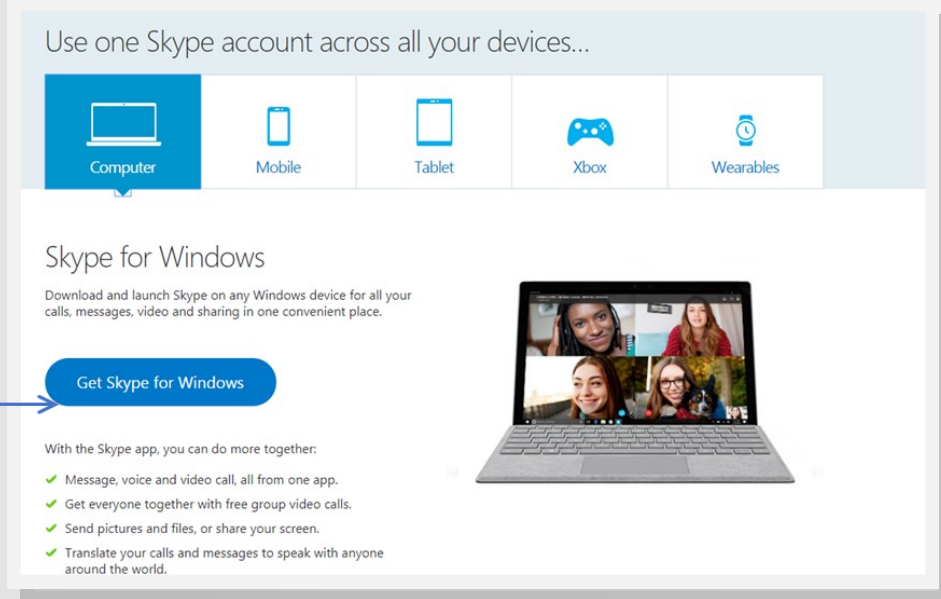 Use one Skype account across all your devices...
Computer
Mobile
Tablet
Xbox
Wearables
Skype for Windows
Download and launch Skype on any Windows device for all your
calls, messages, video and sharing in one convenient place.
Get Skype for Windows
With the Skype app, you can do more together:
Message, voice and video call, all from one app.
Get everyone together with free group video calls.
Send pictures and files, or share your screen.
Translate your calls and messages to speak with anyone
around the world.